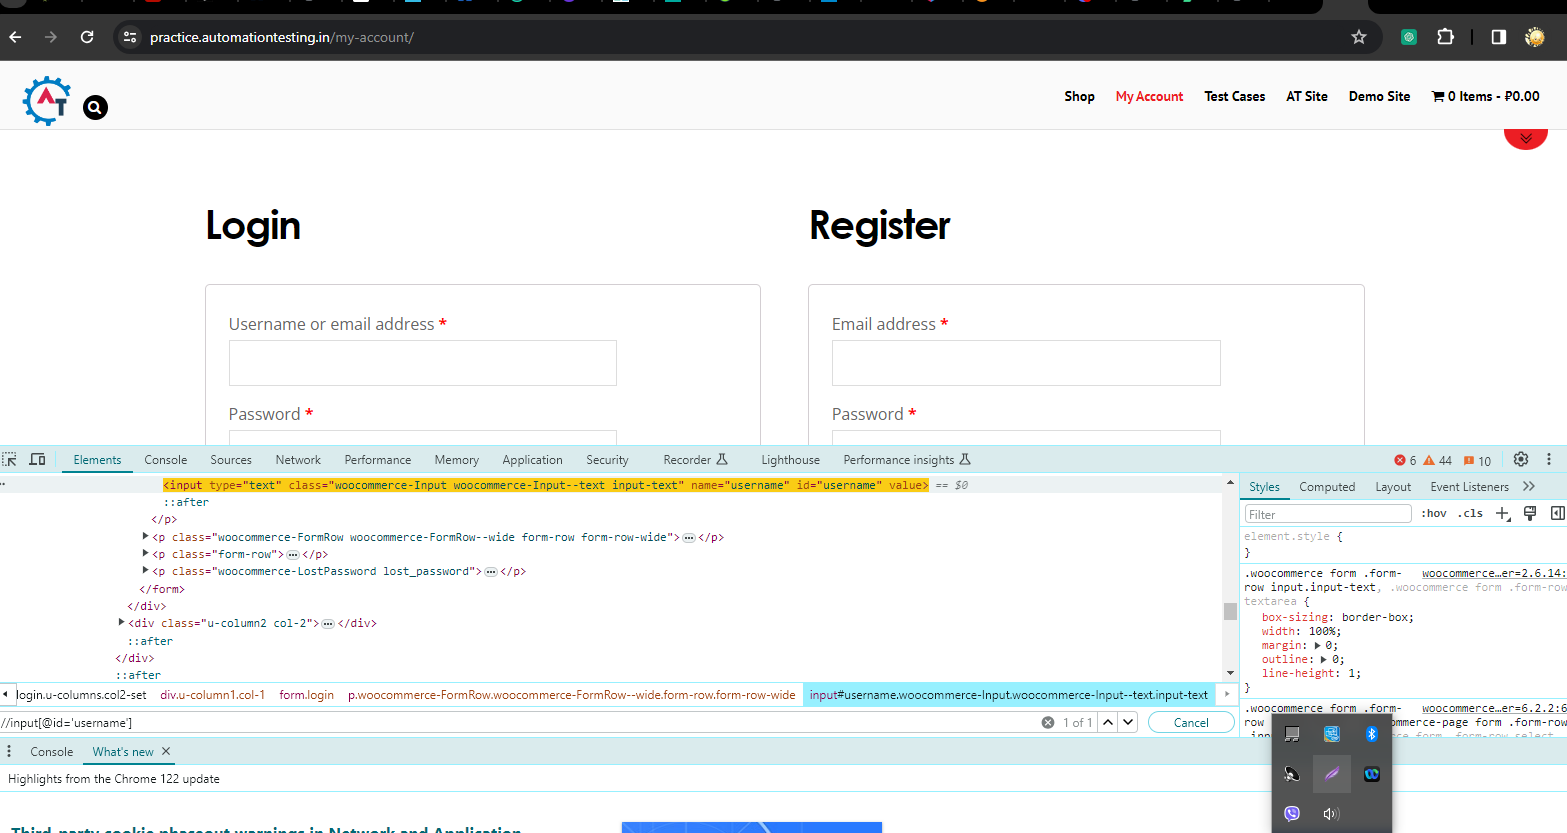 practice.automationtesting.in/my-account/
AT
Shop My Account Test Cases AT Site Demo Site 0 Items - ₽0.00
Login
Register
Username or email address *
Email address *
Password *
Password *
Elements Console Sources Network Performance Memory Application Security Recorder Lighthouse Performance insights 6 44 10
<input type="text" class="woocommerce-Input woocommerce-Input--text input-text" name="username" id="username" value> == $0
::after
</p>
<p class="woocommerce-FormRow woocommerce-FormRow--wide form-row form-row-wide">…</p>
<p class="form-row">…</p>
<p class="woocommerce-LostPassword lost_password">…</p>
</form>
</div>
<div class="u-column2 col-2">…</div>
::after
</div>
::after
login.u-columns.col2-set div.u-column1.col-1 form.login p.woocommerce-FormRow.woocommerce-FormRow--wide.form-row.form-row-wide input#username.woocommerce-Input.woocommerce-Input--text.input-text
//input[@id='username'] 1 of 1 Cancel
Styles Computed Layout Event Listeners
Filter :hov .cls
element.style {
}
.woocommerce form .form- woocommerce…er=2.6.14:
row input.input-text, .woocommerce form .form-row
textarea {
box-sizing: border-box;
width: 100%;
margin: 0;
outline: 0;
line-height: 1;
}
.woocommerce form .form- woocommerce…er=6.2.2:6
row mmerce-page form .form-row
Console What's new
Highlights from the Chrome 122 update
Third-party cookie phaseout warnings in Network and Application